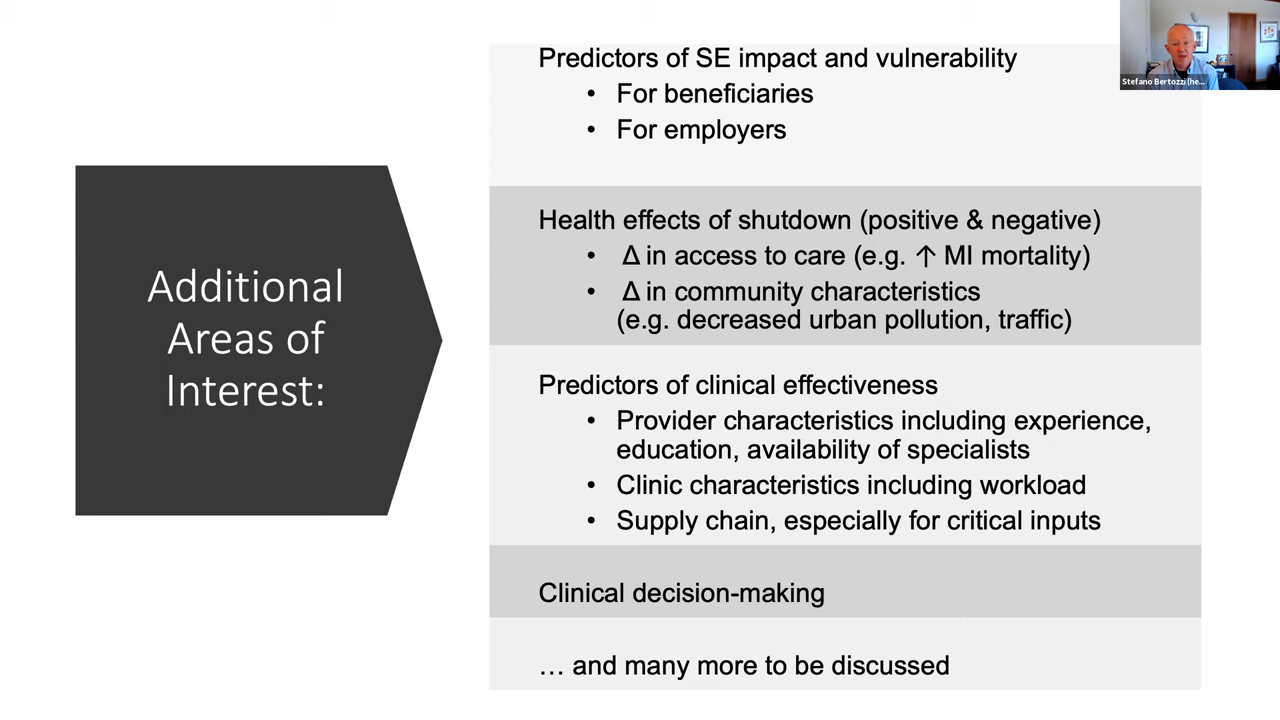 Additional
Areas of
Interest:
Predictors of SE impact and vulnerability
• For beneficiaries
• For employers
Health effects of shutdown (positive & negative)
• Δ in access to care (e.g. ↑ MI mortality)
• Δ in community characteristics
(e.g. decreased urban pollution, traffic)
Predictors of clinical effectiveness
• Provider characteristics including experience,
education, availability of specialists
• Clinic characteristics including workload
• Supply chain, especially for critical inputs
Clinical decision-making
… and many more to be discussed
Stefano Bertozzi (he...